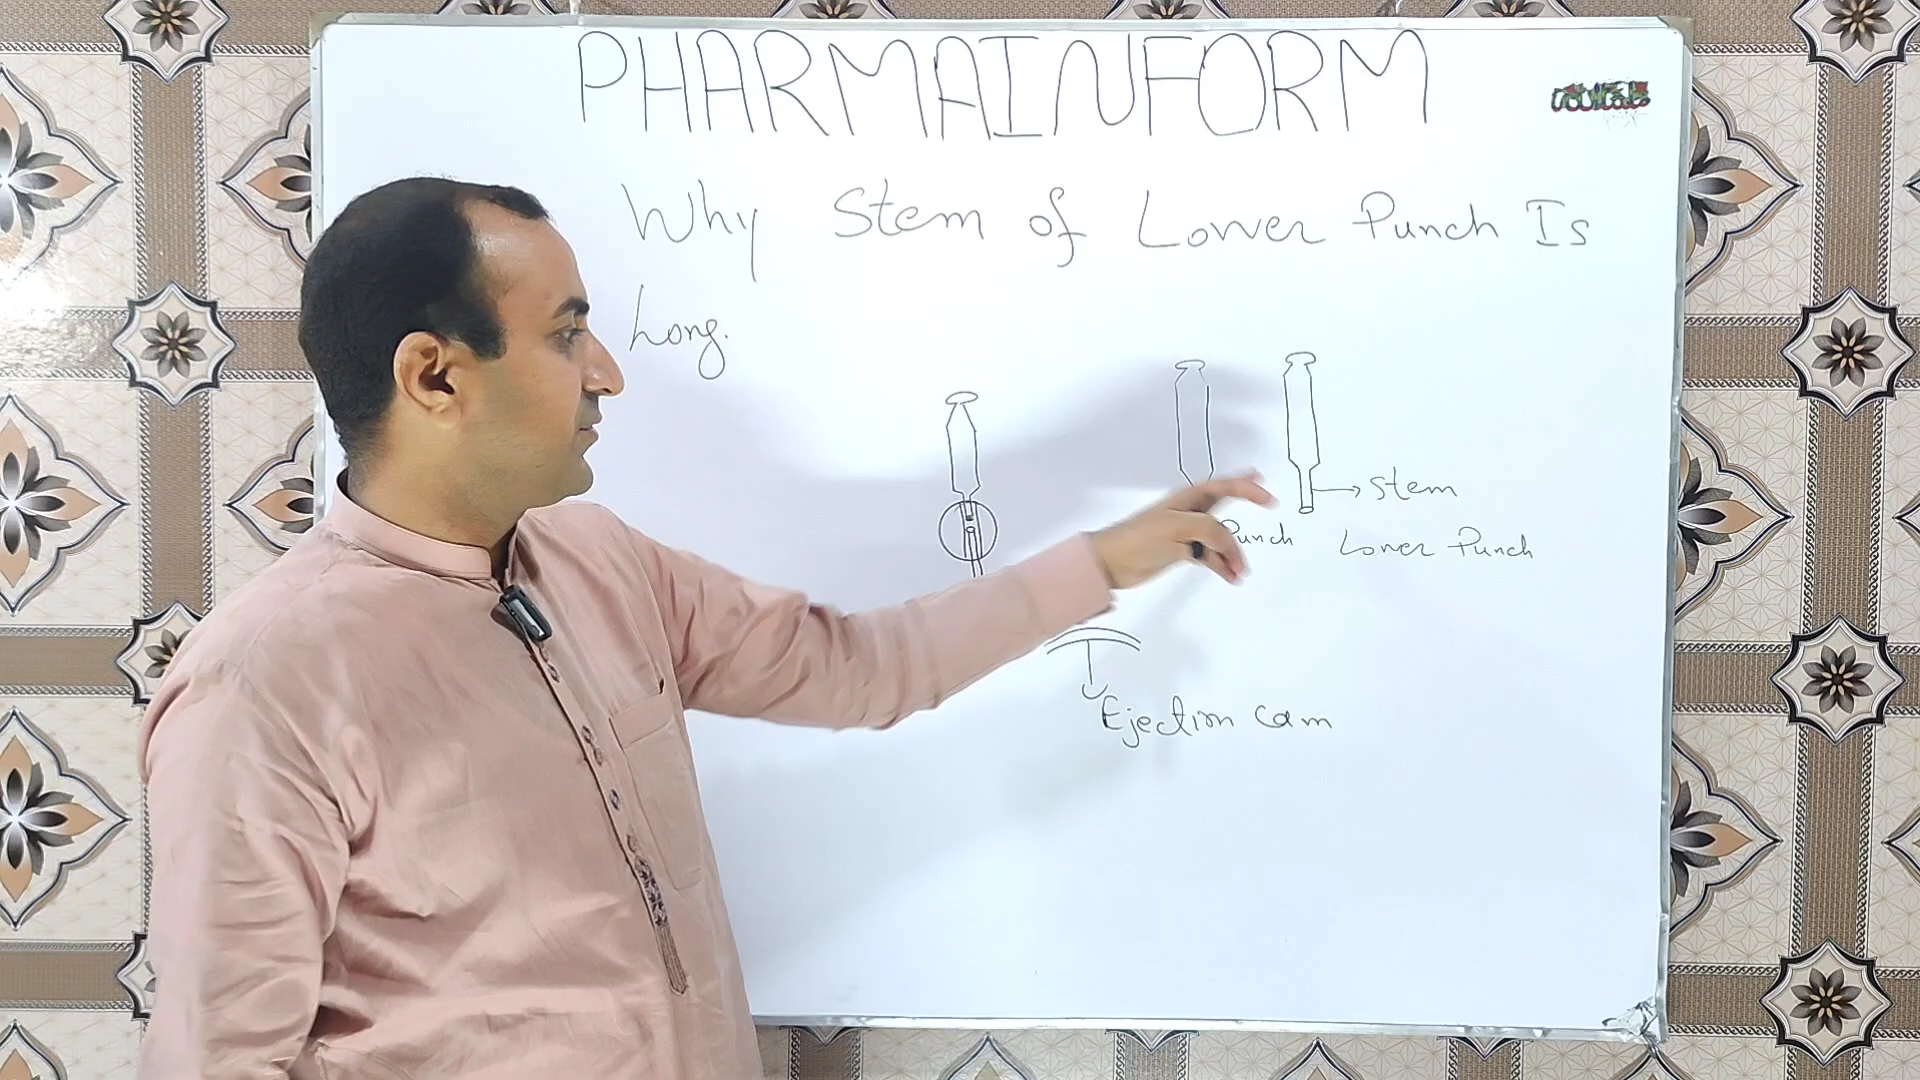 PHARMAINFORM
Why Stem of Lower Punch Is
Long.
Stem
Punch
Lower Punch
Ejection cam